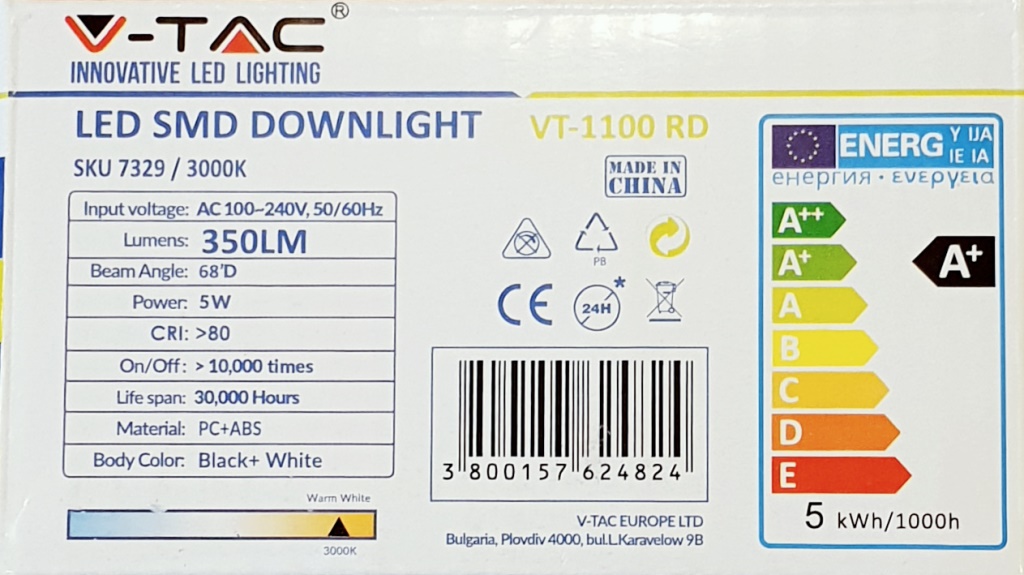 V-TAC®
INNOVATIVE LED LIGHTING
LED SMD DOWNLIGHT
VT-1100 RD
SKU 7329 / 3000K
MADE IN
CHINA
Input voltage: AC 100~240V, 50/60Hz
Lumens: 350LM
Beam Angle: 68'D
Power: 5W
CRI: >80
On/Off: > 10,000 times
Life span: 30,000 Hours
Material: PC+ABS
Body Color: Black+ White
Warm White
3000K
PB
CE
24H*
3 800157 624824
V-TAC EUROPE LTD
Bulgaria, Plovdiv 4000, bul.L.Karavelow 9B
ENERG Y IJA
IE IA
енергия · ενεργεια
A++
A+
A+
A
B
C
D
E
5 kWh/1000h